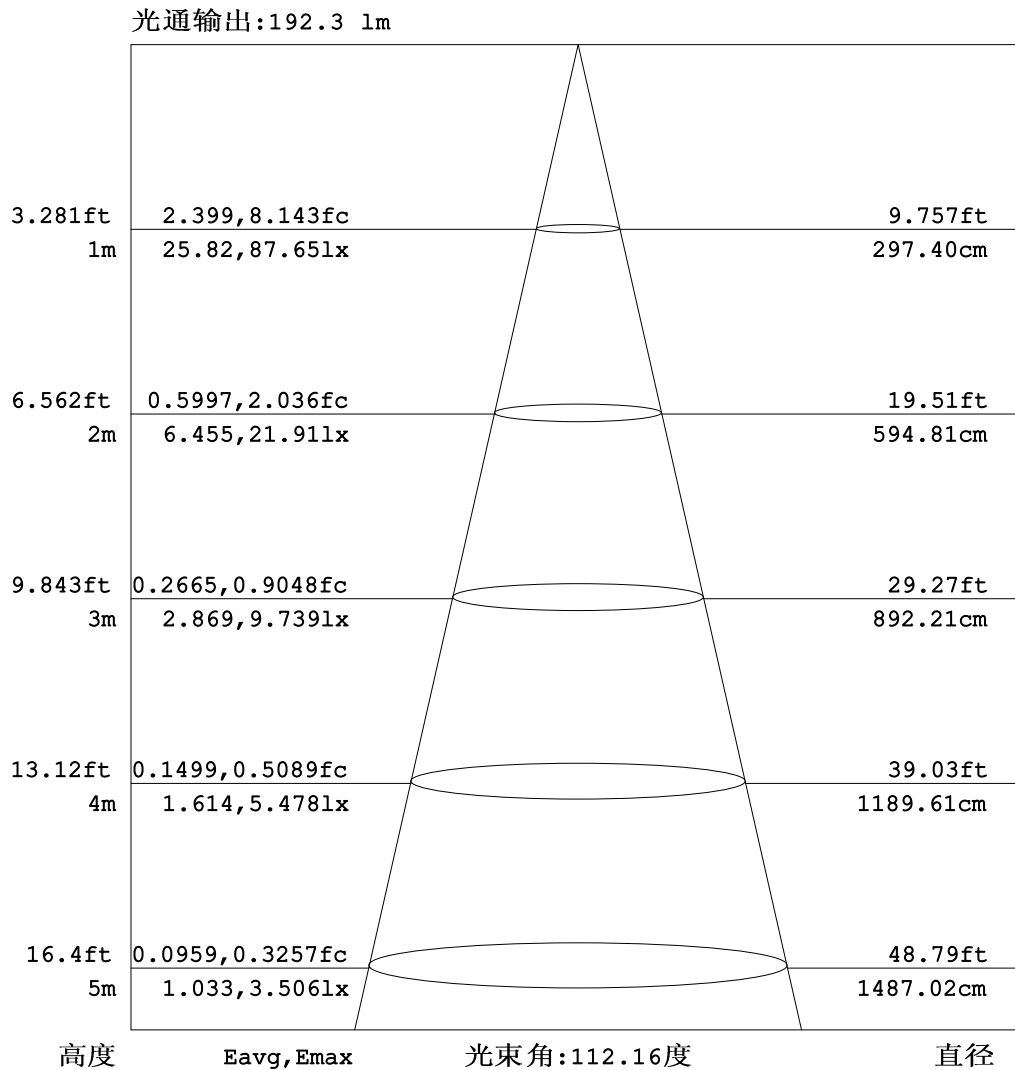 光通输出:192.3 lm
3.281ft 2.399,8.143fc 9.757ft
1m 25.82,87.65lx 297.40cm
6.562ft 0.5997,2.036fc 19.51ft
2m 6.455,21.91lx 594.81cm
9.843ft 0.2665,0.9048fc 29.27ft
3m 2.869,9.739lx 892.21cm
13.12ft 0.1499,0.5089fc 39.03ft
4m 1.614,5.478lx 1189.61cm
16.4ft 0.0959,0.3257fc 48.79ft
5m 1.033,3.506lx 1487.02cm
高度 Eavg,Emax 光束角:112.16度 直径